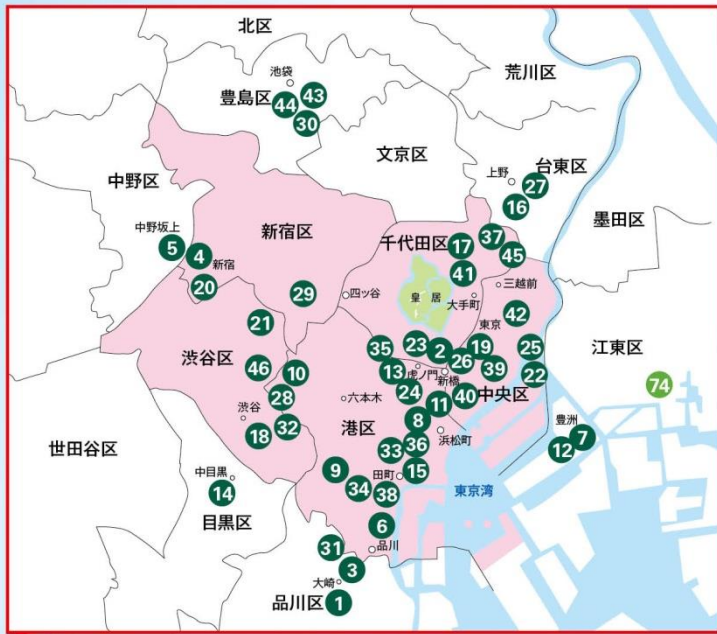 北区
荒川区
池袋
豊島区
43
44
30
文京区
上野
台東区
27
16
中野区
墨田区
中野坂上
5
4
新宿
新宿区
20
29
四ッ谷
千代田区
17
37
45
41
皇居
大手町
三越前
42
東京
21
渋谷区
46
10
28
渋谷
18
32
35
23
2
26
19
25
39
22
13
虎ノ門
新橋
24
11
40
中央区
六本木
港区
8
浜松町
36
33
15
田町
9
34
38
6
品川
江東区
74
豊洲
7
12
東京湾
世田谷区
中目黒
14
目黒区
31
3
大崎
1
品川区